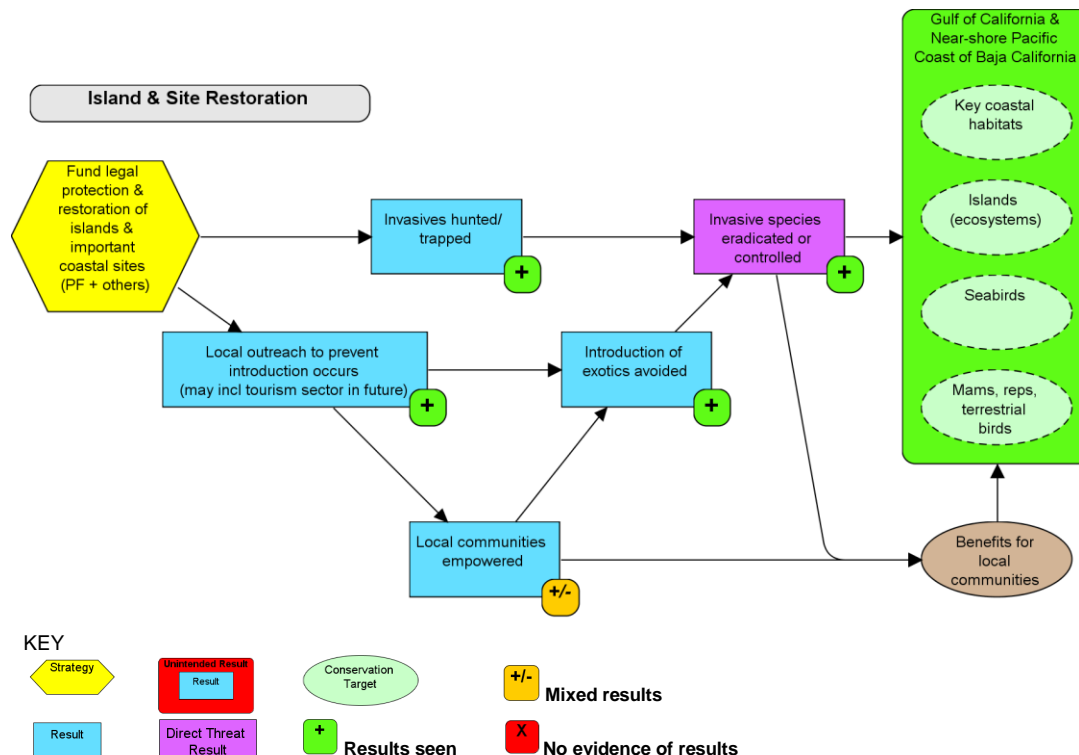 Gulf of California &
Near-shore Pacific
Coast of Baja California
Island & Site Restoration
Key coastal
habitats
Fund legal
protection &
restoration of
islands &
important
coastal sites
(PF + others)
Invasives hunted/
trapped
+
Invasive species
eradicated or
controlled
+
Islands
(ecosystems)
Seabirds
Local outreach to prevent
introduction occurs
(may incl tourism sector in future)
+
Introduction of
exotics avoided
+
Mams, reps,
terrestrial
birds
Local communities
empowered
+/-
Benefits for
local
communities
KEY
Strategy
Unintended Result
Result
Conservation
Target
+/-
Mixed results
Result
Direct Threat
Result
+
Results seen
X
No evidence of results